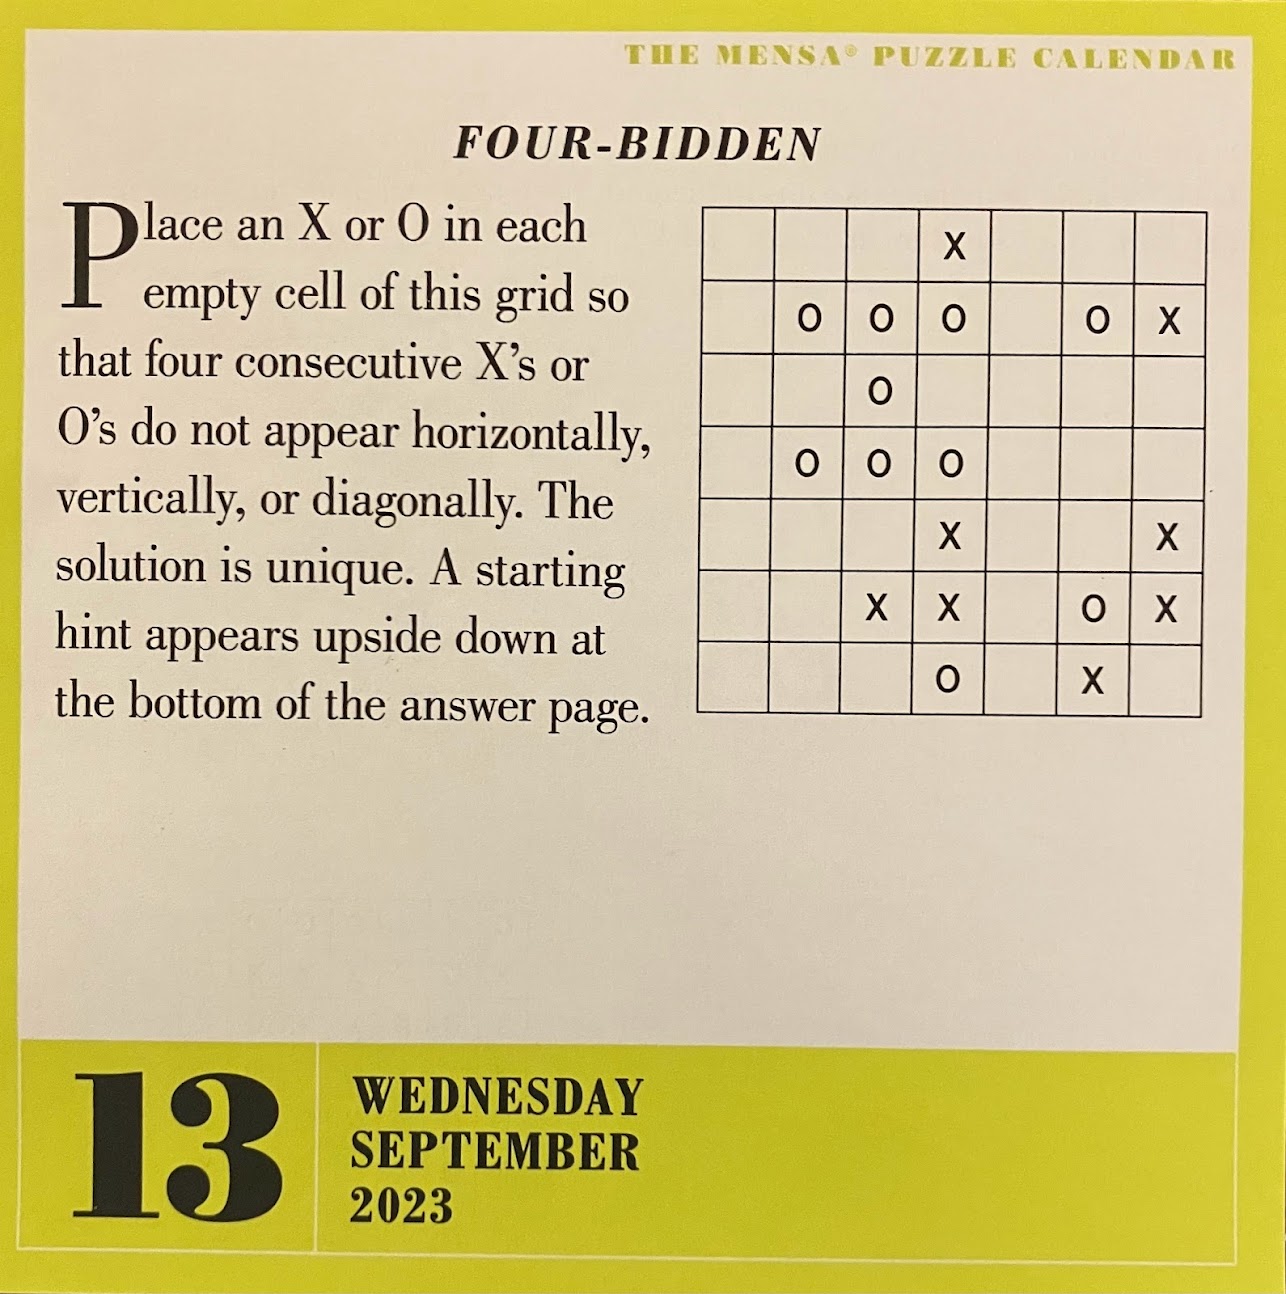 THE MENSA® PUZZLE CALENDAR
FOUR-BIDDEN
Place an X or O in each
empty cell of this grid so
that four consecutive X's or
O's do not appear horizontally,
vertically, or diagonally. The
solution is unique. A starting
hint appears upside down at
the bottom of the answer page.
X
O O O O X
O
O O O
X X
X X O X
O X
13
WEDNESDAY
SEPTEMBER
2023